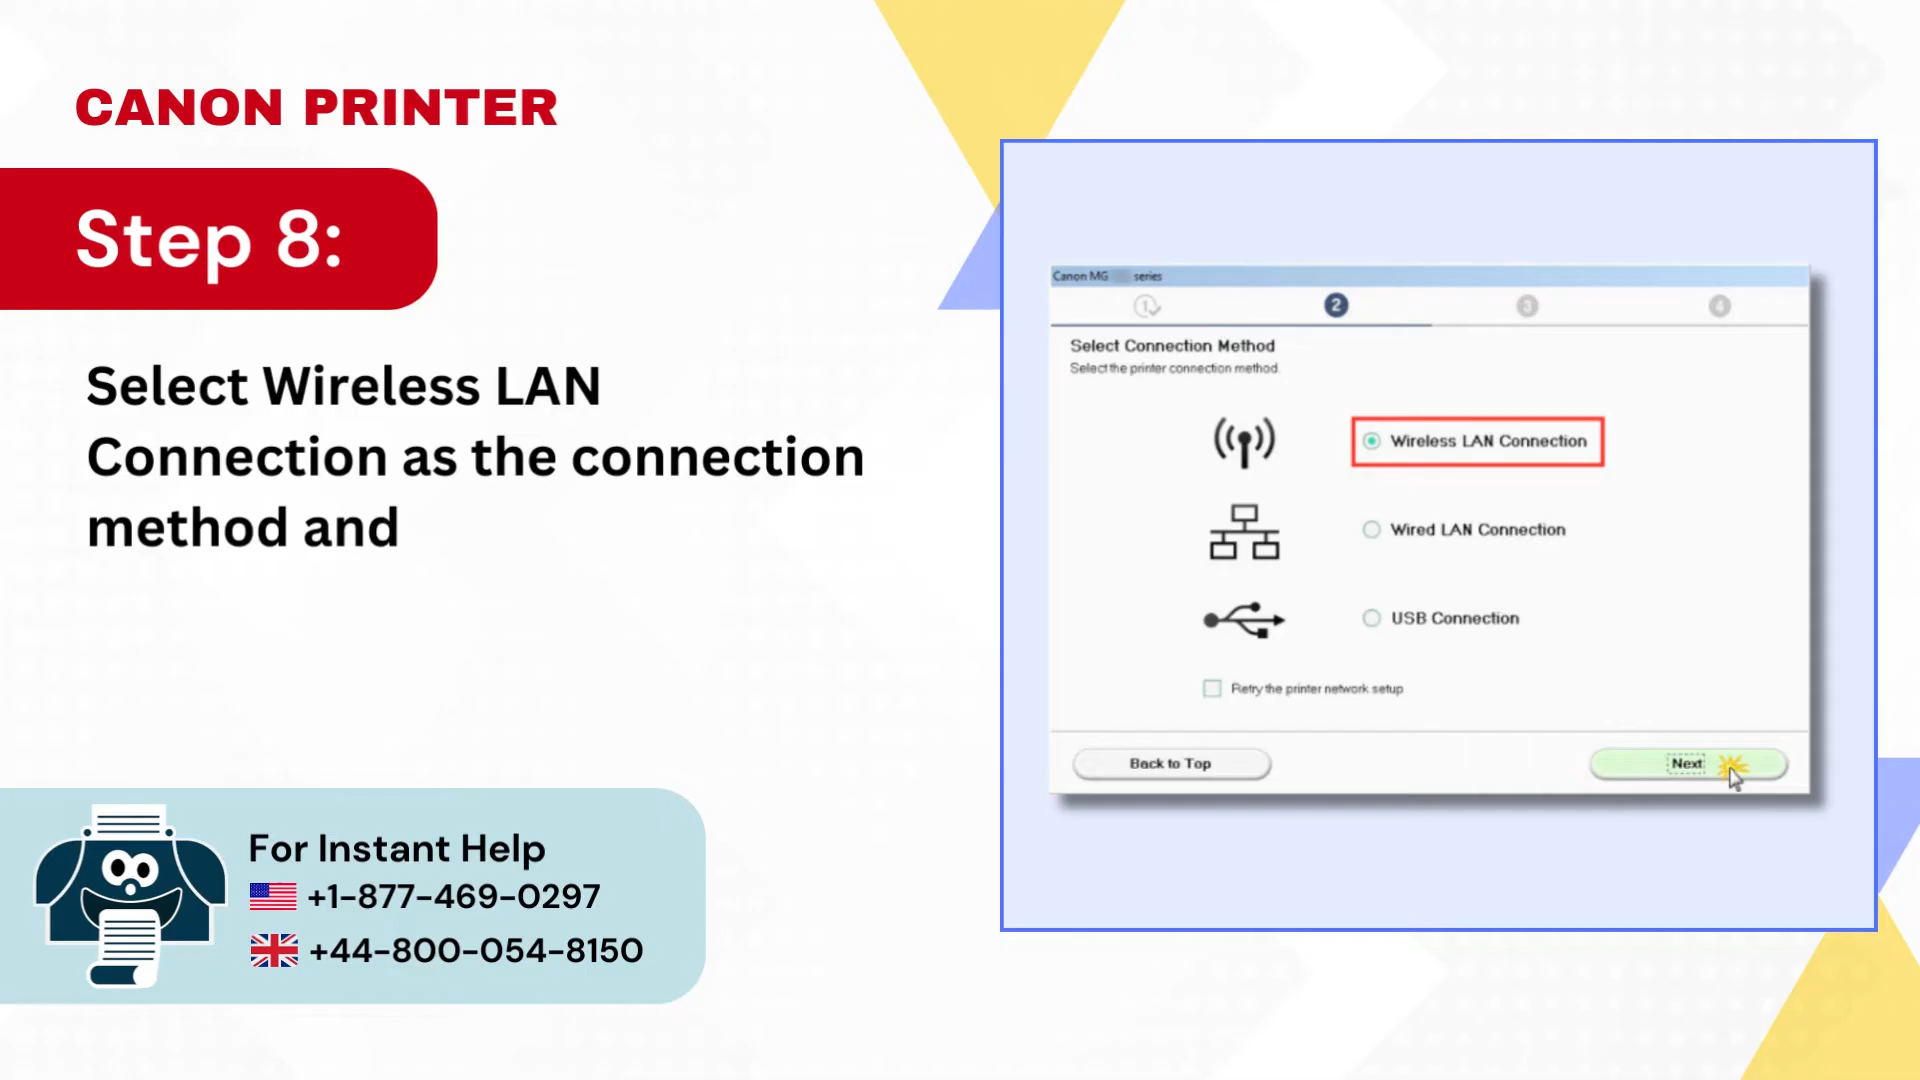 CANON PRINTER
Step 8:
Select Wireless LAN
Connection as the connection
method and
For Instant Help
+1-877-469-0297
+44-800-054-8150
Canon MG series
1 2 3 4
Select Connection Method
Select the printer connection method.
Wireless LAN Connection
Wired LAN Connection
USB Connection
Retry the printer network setup
Back to Top Next